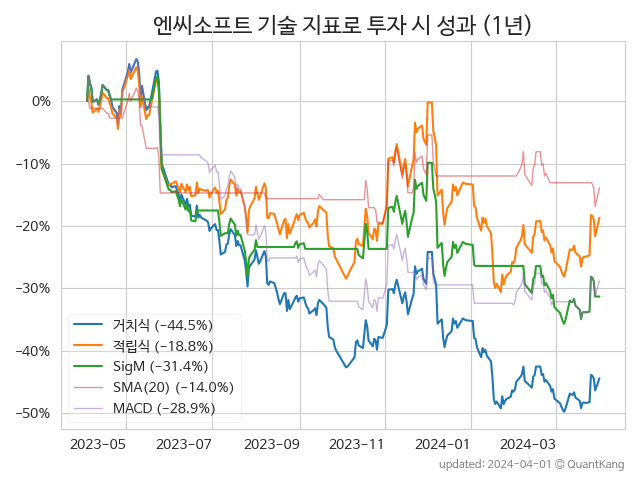 엔씨소프트 기술 지표로 투자 시 성과 (1년)
0%
−10%
−20%
−30%
−40%
−50%
거치식 (−44.5%)
적립식 (−18.8%)
SigM (−31.4%)
SMA(20) (−14.0%)
MACD (−28.9%)
2023−05
2023−07
2023−09
2023−11
2024−01
2024−03
updated: 2024−04−01 © QuantKang